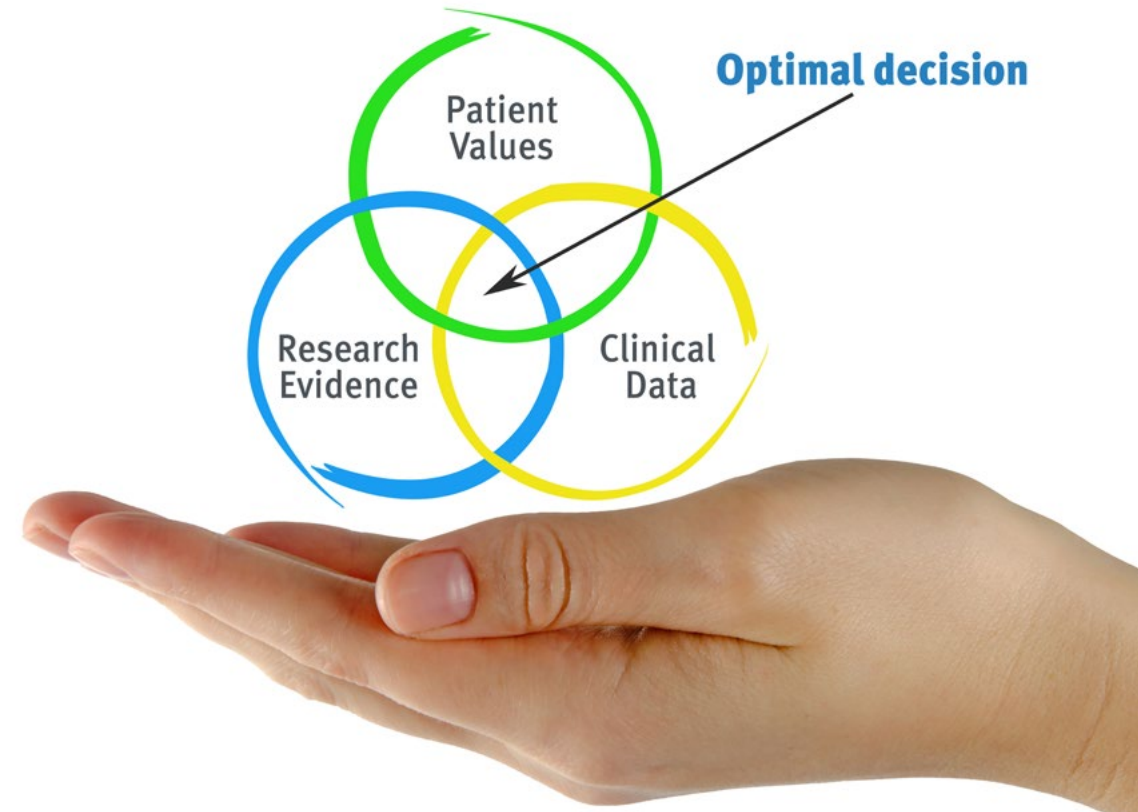 Optimal decision
Patient
Values
Research
Evidence
Clinical
Data